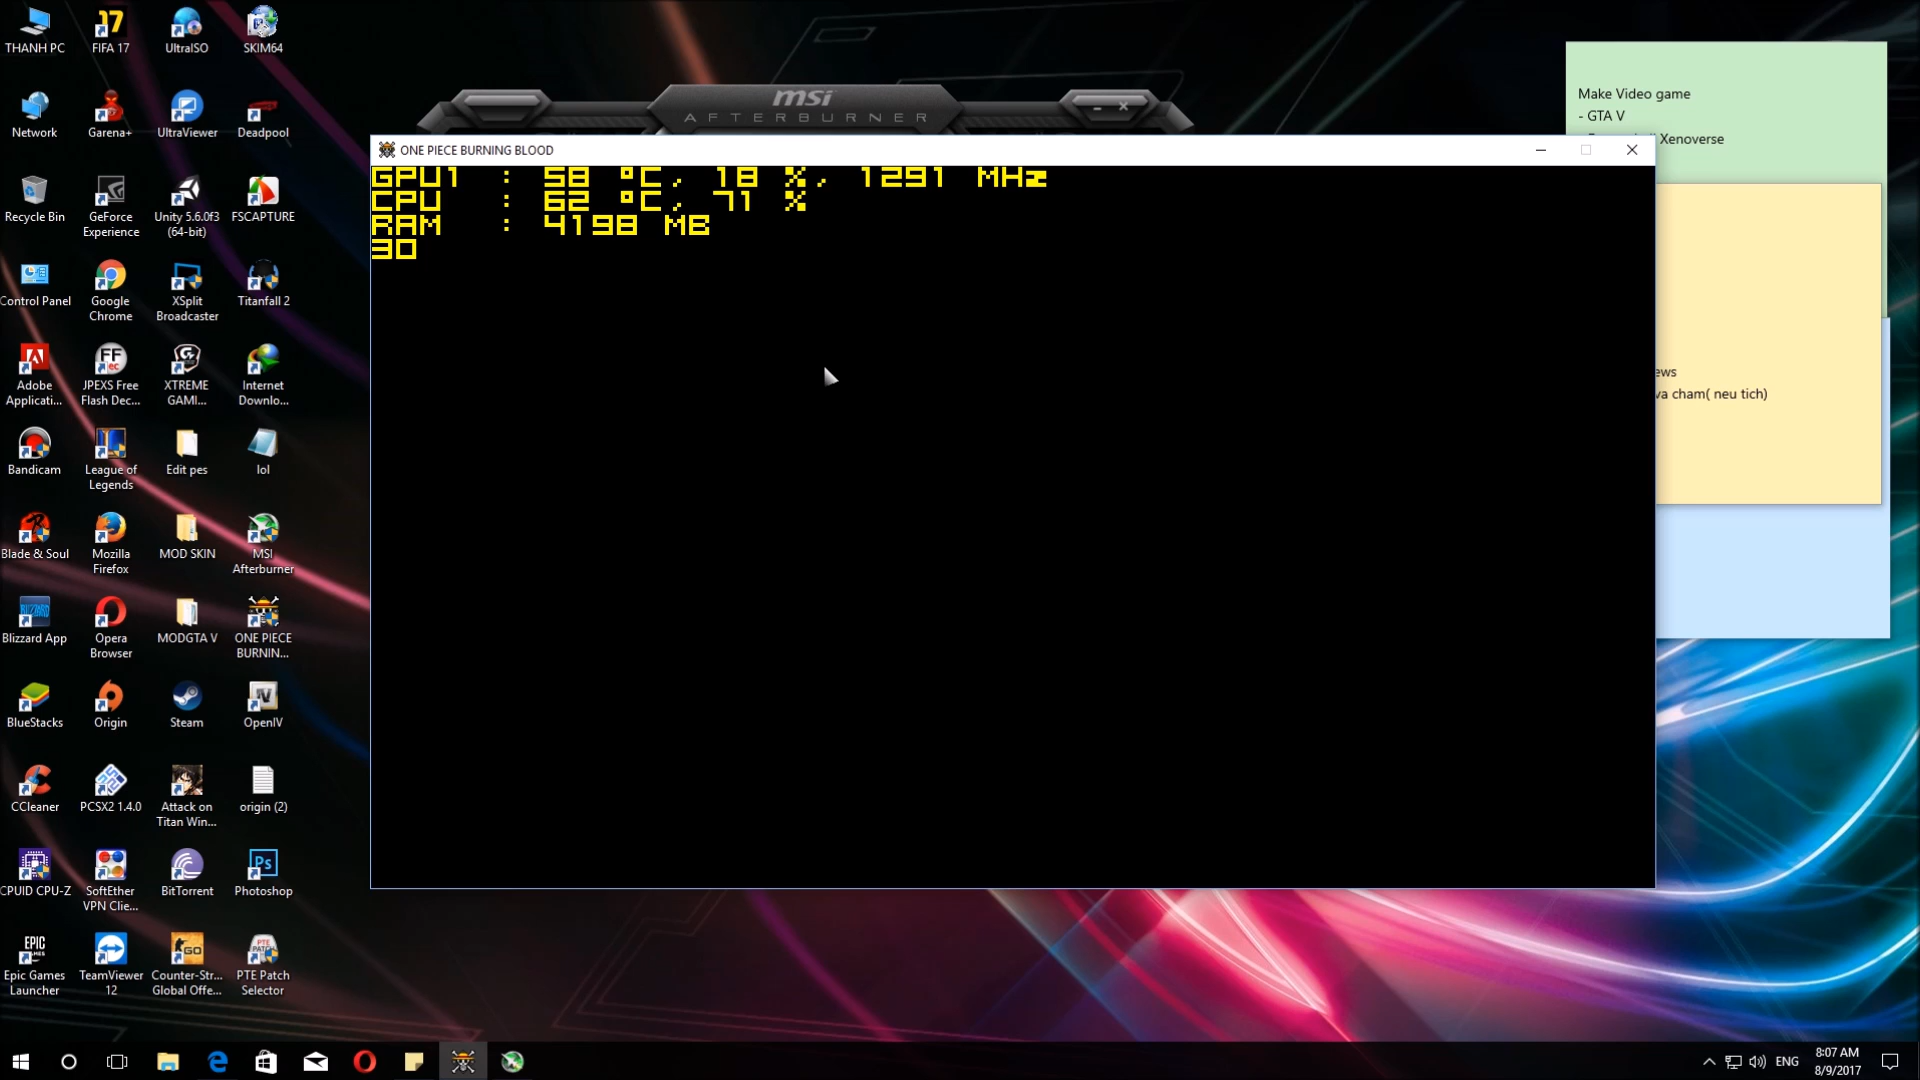 THANH PC
FIFA 17
UltraISO
SKIM64
Network
Garena+
UltraViewer
Deadpool
Recycle Bin
GeForce
Experience
Unity 5.6.0f3
(64-bit)
FSCAPTURE
Control Panel
Google
Chrome
XSplit
Broadcaster
Titanfall 2
Adobe
Applicati...
JPEXS Free
Flash Dec...
XTREME
GAMI...
Internet
Downlo...
Bandicam
League of
Legends
Edit pes
lol
Blade & Soul
Mozilla
Firefox
MOD SKIN
MSI
Afterburner
Blizzard App
Opera
Browser
MODGTA V
ONE PIECE
BURNIN...
BlueStacks
Origin
Steam
OpenIV
CCleaner
PCSX2 1.4.0
Attack on
Titan Win...
origin (2)
CPUID CPU-Z
SoftEther
VPN Clie...
BitTorrent
Photoshop
Epic Games
Launcher
TeamViewer
12
Counter-Str...
Global Offe...
PTE Patch
Selector
msi
AFTERBURNER
ONE PIECE BURNING BLOOD
GPU1 : 58 °C, 18 %, 1291 MHz
CPU : 62 °C, 71 %
RAM : 4198 MB
30
Make Video game
- GTA V
Xenoverse
ews
va cham( neu tich)
ENG
8:07 AM
8/9/2017